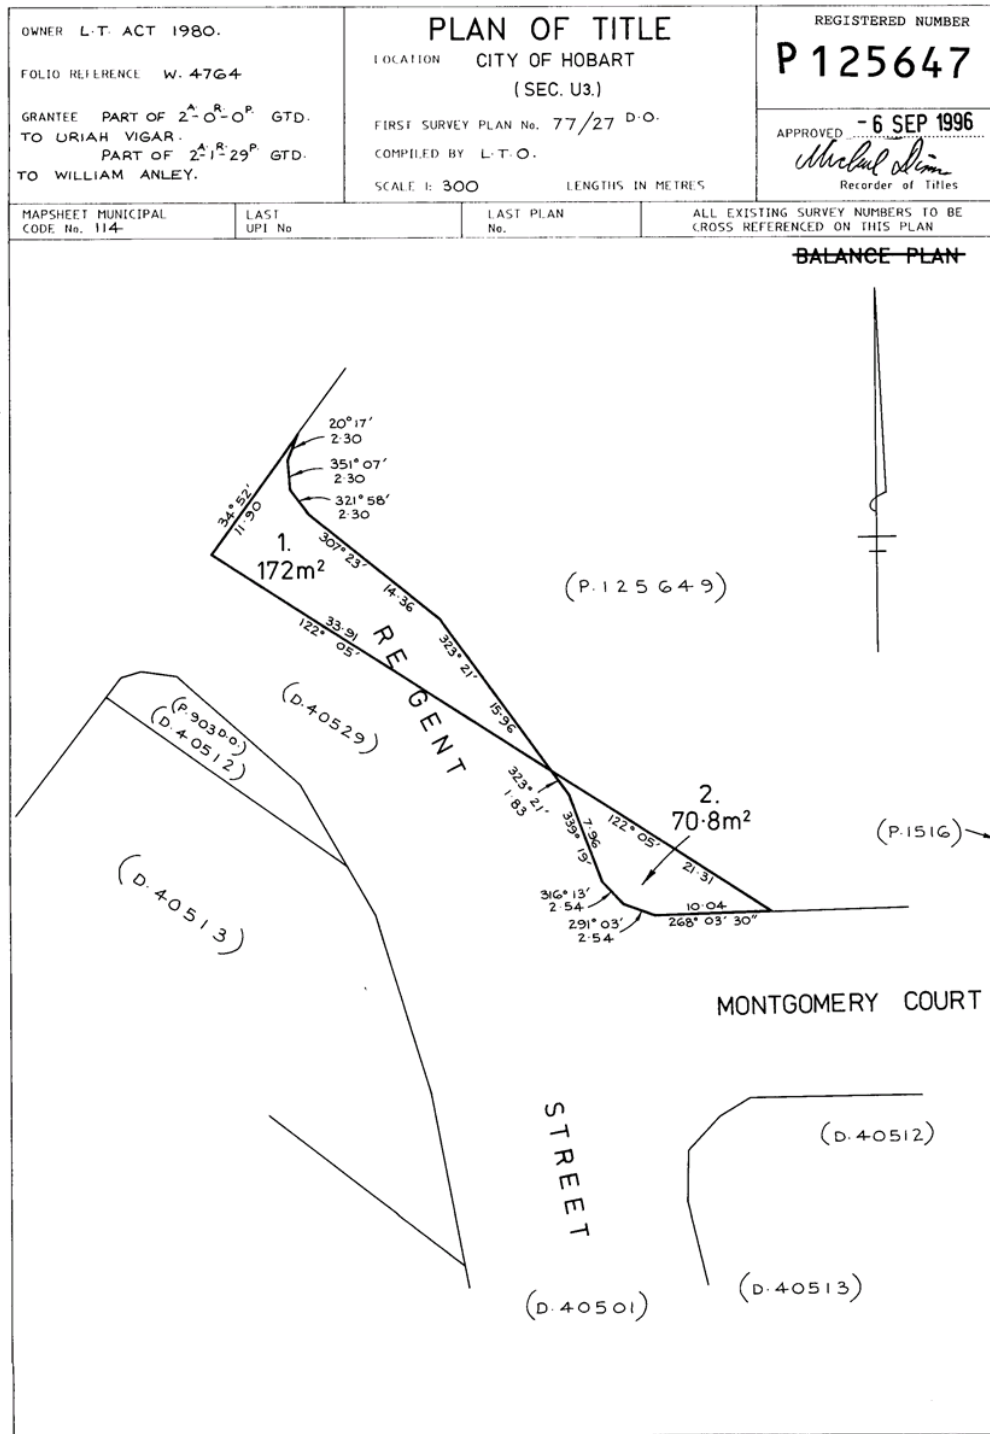 OWNER L.T. ACT 1980.
FOLIO REFERENCE W. 4764
GRANTEE PART OF 2ᴬ-0ᴿ-0ᴾ. GTD.
TO URIAH VIGAR.
PART OF 2ᴬ-1ᴿ-29ᴾ. GTD.
TO WILLIAM ANLEY.
PLAN OF TITLE
LOCATION CITY OF HOBART
(SEC. U3.)
FIRST SURVEY PLAN No. 77/27 D.O.
COMPILED BY L.T.O.
SCALE 1: 300 LENGTHS IN METRES
REGISTERED NUMBER
P125647
APPROVED -6 SEP 1996
Recorder of Titles
MAPSHEET MUNICIPAL
CODE No. 114
LAST
UPI No
LAST PLAN
No.
ALL EXISTING SURVEY NUMBERS TO BE
CROSS REFERENCED ON THIS PLAN
BALANCE PLAN
20°17'
2.30
351°07'
2.30
321°58'
2.30
34°52'
11.90
1.
172m²
307°23'
14.36
(P.125649)
33.91
122° 05'
323° 21'
15.96
REGENT
(D.40529)
(P.903 D.O.)
(D.40512)
323° 21'
1.83
2.
70.8m²
7.96
339° 19'
122° 05'
21.31
(P.1516)
(D.40513)
316° 13'
2.54
291° 03'
2.54
10.04
268° 03' 30"
MONTGOMERY COURT
STREET
(D.40512)
(D.40501)
(D.40513)